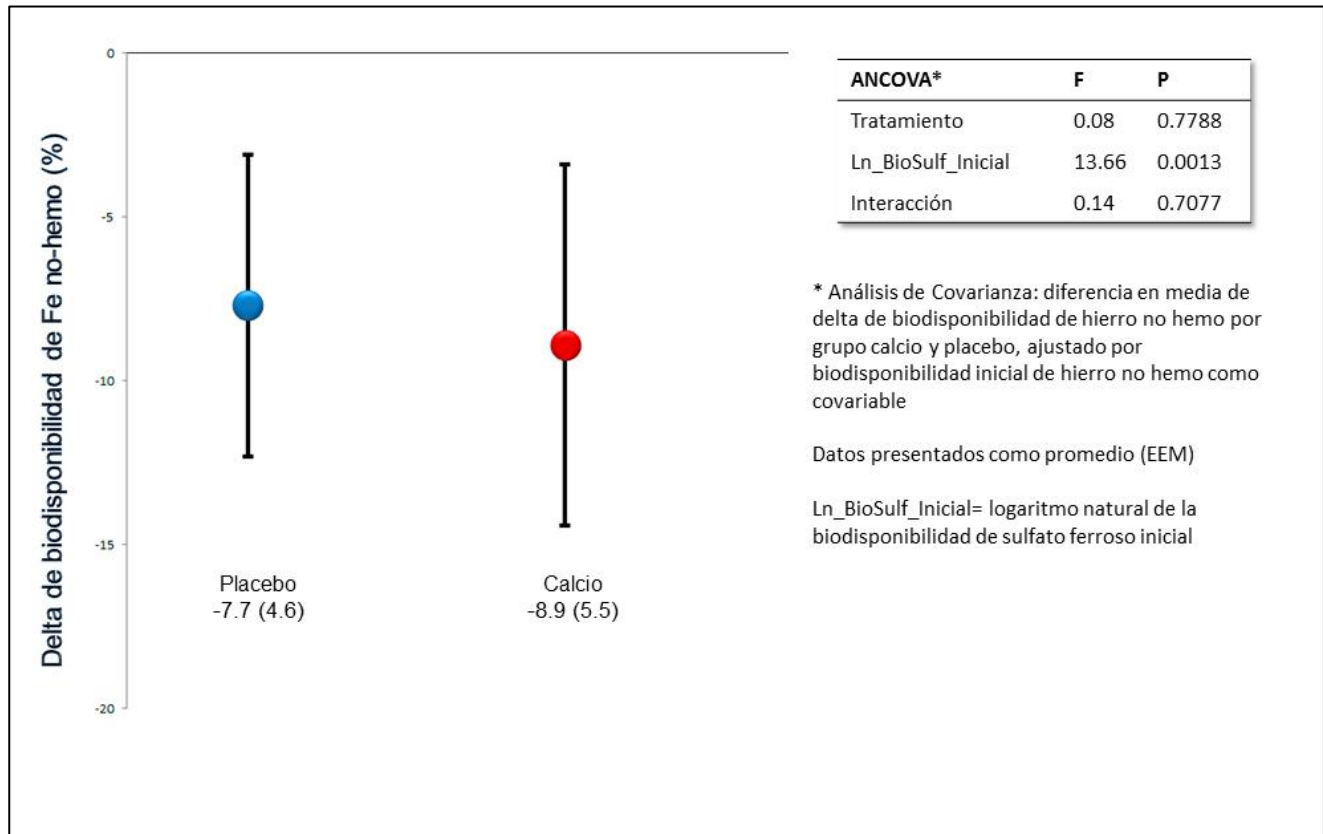 Delta de biodisponibilidad de Fe no-hemo (%)
0
-5
-10
-15
-20
Placebo
-7.7 (4.6)
Calcio
-8.9 (5.5)
ANCOVA* F P
Tratamiento 0.08 0.7788
Ln_BioSulf_Inicial 13.66 0.0013
Interacción 0.14 0.7077
* Análisis de Covarianza: diferencia en media de
delta de biodisponibilidad de hierro no hemo por
grupo calcio y placebo, ajustado por
biodisponibilidad inicial de hierro no hemo como
covariable
Datos presentados como promedio (EEM)
Ln_BioSulf_Inicial= logaritmo natural de la
biodisponibilidad de sulfato ferroso inicial